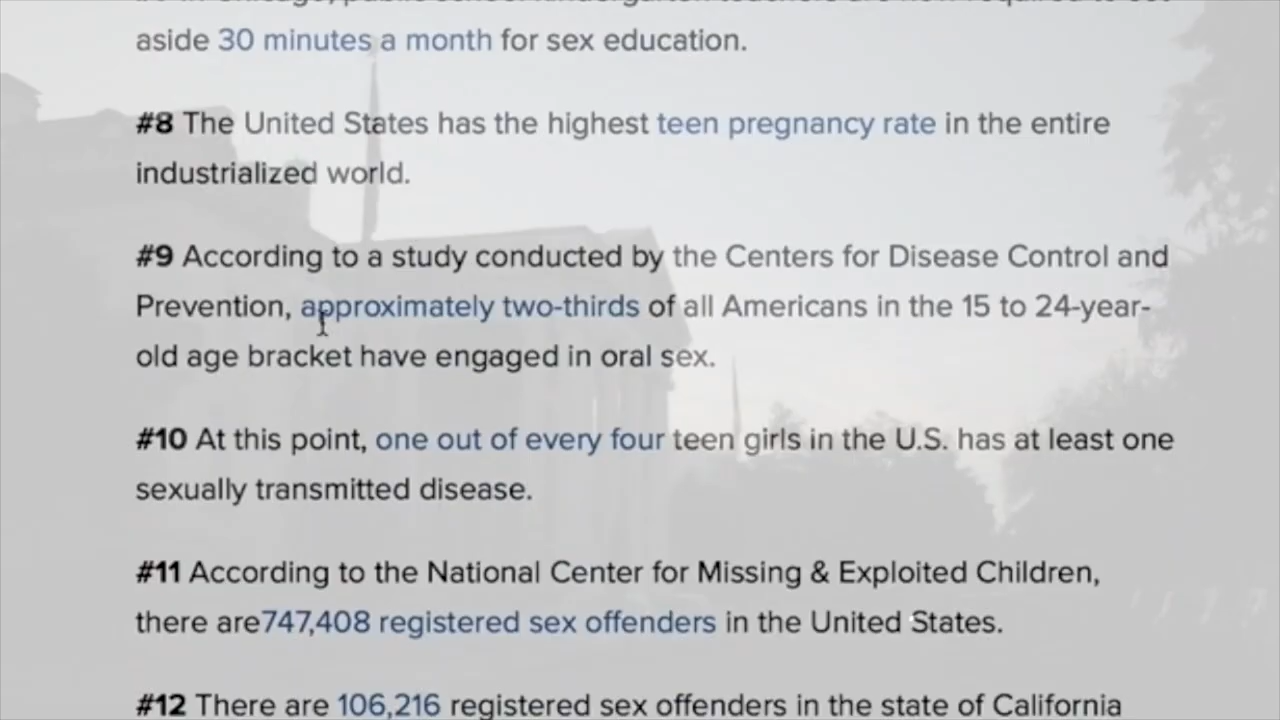 aside 30 minutes a month for sex education.
#8 The United States has the highest teen pregnancy rate in the entire
industrialized world.
#9 According to a study conducted by the Centers for Disease Control and
Prevention, approximately two-thirds of all Americans in the 15 to 24-year-
old age bracket have engaged in oral sex.
#10 At this point, one out of every four teen girls in the U.S. has at least one
sexually transmitted disease.
#11 According to the National Center for Missing & Exploited Children,
there are747,408 registered sex offenders in the United States.
#12 There are 106,216 registered sex offenders in the state of California